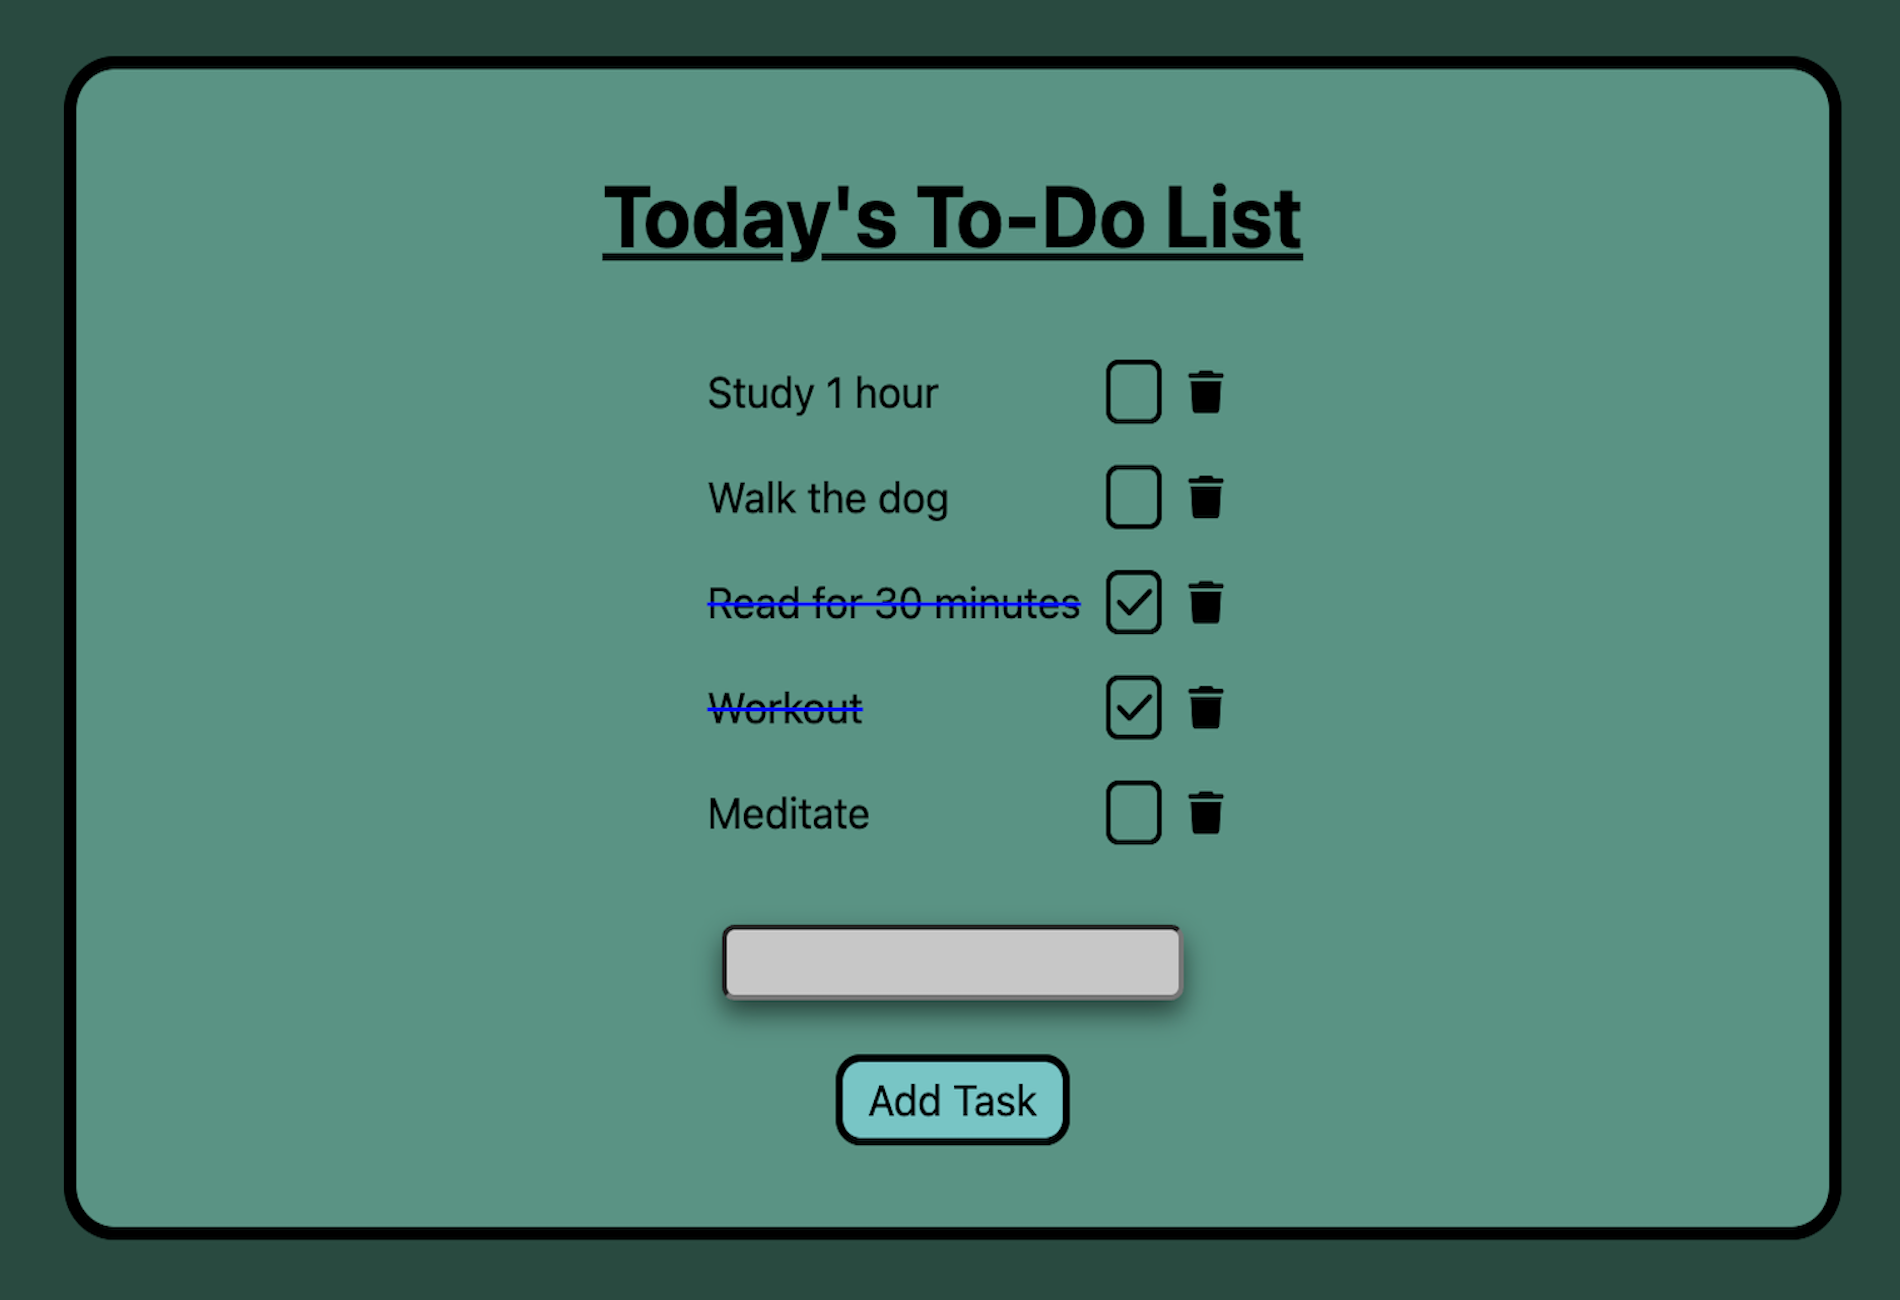 Today's To-Do List
Study 1 hour
Walk the dog
Read for 30 minutes
Workout
Meditate
Add Task